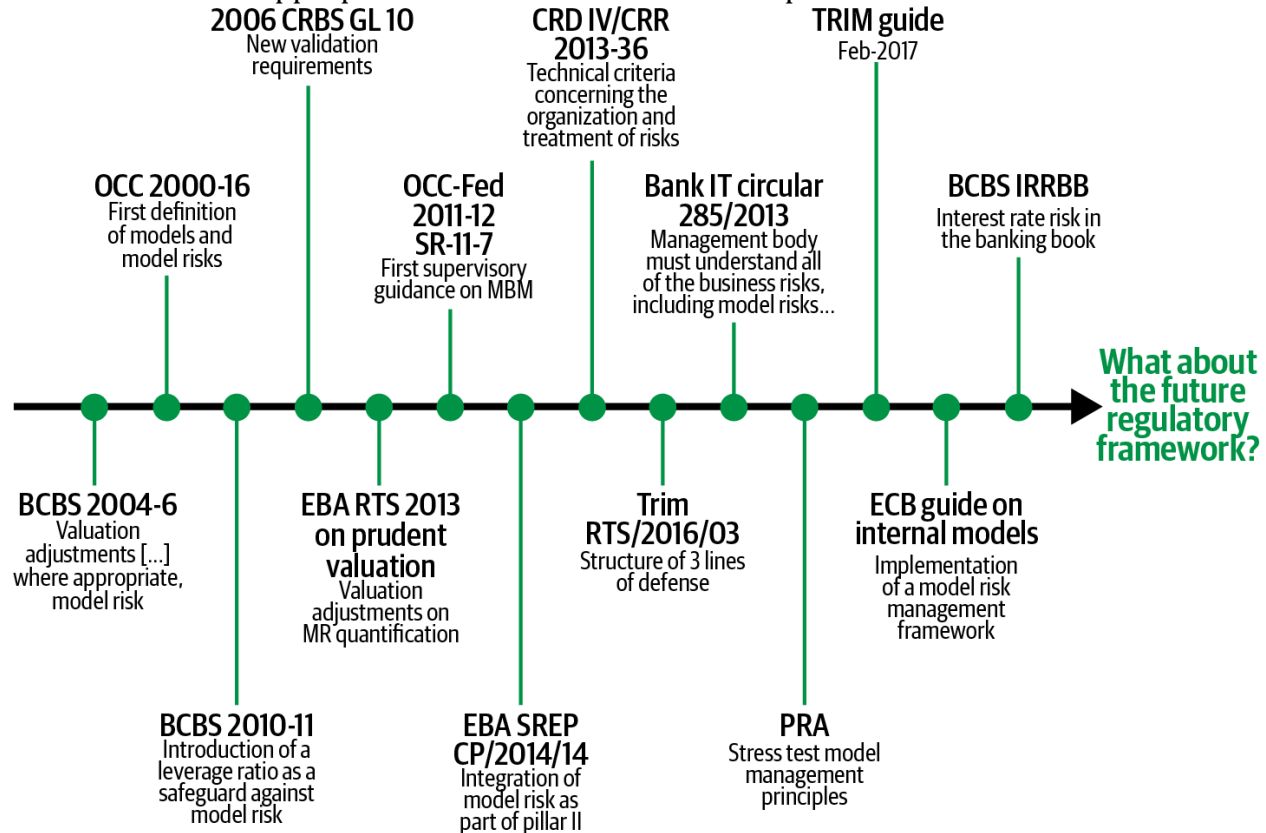 2006 CRBS GL 10
New validation
requirements
CRD IV/CRR
2013-36
Technical criteria
concerning the
organization and
treatment of risks
TRIM guide
Feb-2017
OCC 2000-16
First definition
of models and
model risks
OCC-Fed
2011-12
SR-11-7
First supervisory
guidance on MBM
Bank IT circular
285/2013
Management body
must understand all
of the business risks,
including model risks...
BCBS IRRBB
Interest rate risk in
the banking book
What about
the future
regulatory
framework?
BCBS 2004-6
Valuation
adjustments [...]
where appropriate,
model risk
EBA RTS 2013
on prudent
valuation
Valuation
adjustments on
MR quantification
Trim
RTS/2016/03
Structure of 3 lines
of defense
ECB guide on
internal models
Implementation
of a model risk
management
framework
BCBS 2010-11
Introduction of a
leverage ratio as a
safeguard against
model risk
EBA SREP
CP/2014/14
Integration of
model risk as
part of pillar II
PRA
Stress test model
management
principles